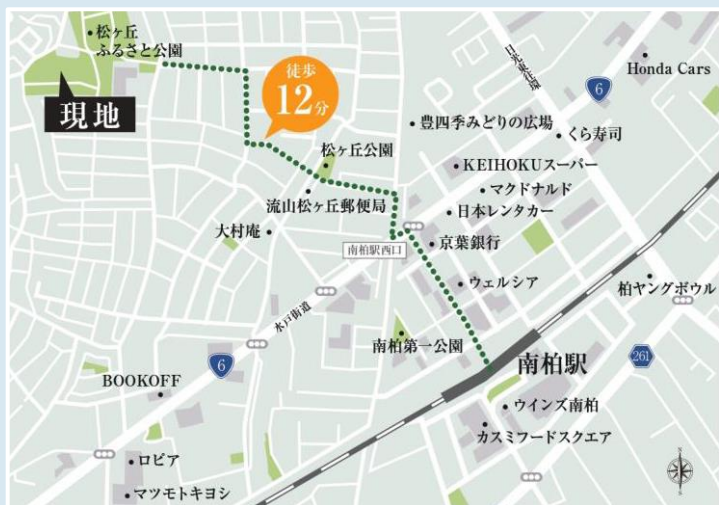 松ヶ丘
ふるさと公園
現地
徒歩
12分
日光東往還
Honda Cars
6
豊四季みどりの広場
くら寿司
松ヶ丘公園
KEIHOKUスーパー
マクドナルド
流山松ヶ丘郵便局
日本レンタカー
大村庵
南柏駅西口
京葉銀行
ウェルシア
柏ヤングボウル
水戸街道
南柏第一公園
南柏駅
261
6
BOOKOFF
ウインズ南柏
カスミフードスクエア
ロピア
マツモトキヨシ